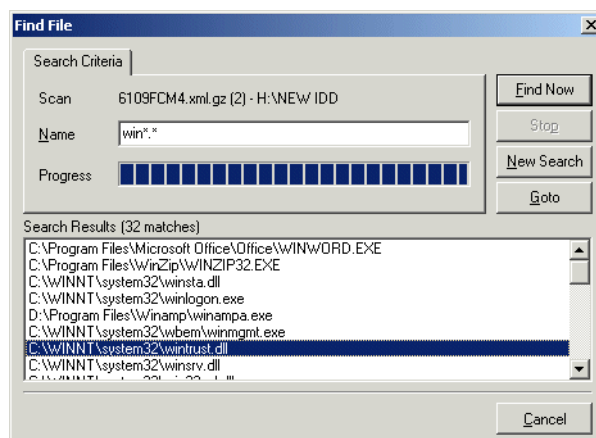 Find File
Search Criteria
Scan 6109FCM4.xml.gz (2) - H:\NEW IDD
Name win*.*
Progress
Find Now
Stop
New Search
Goto
Search Results (32 matches)
C:\Program Files\Microsoft Office\Office\WINWORD.EXE
C:\Program Files\WinZip\WINZIP32.EXE
C:\WINNT\system32\winsta.dll
C:\WINNT\system32\winlogon.exe
D:\Program Files\Winamp\winampa.exe
C:\WINNT\system32\wbem\winmgmt.exe
C:\WINNT\system32\wintrust.dll
C:\WINNT\system32\winsrv.dll
Cancel